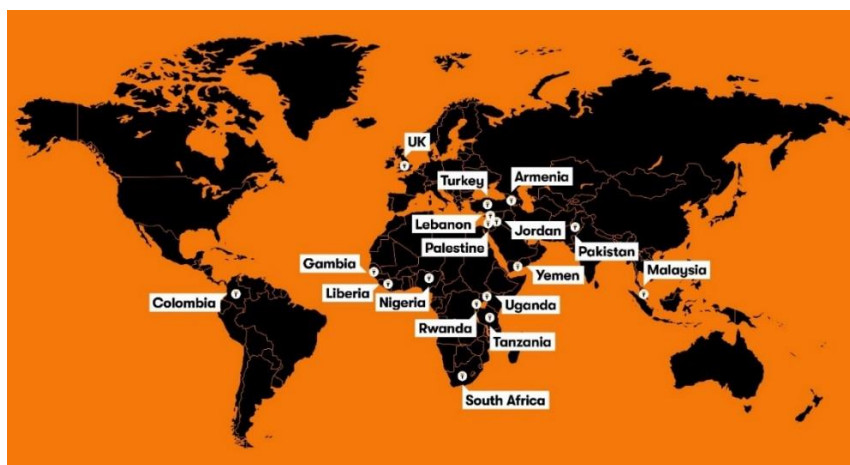 UK
Turkey
Armenia
Lebanon
Jordan
Palestine
Pakistan
Gambia
Yemen
Malaysia
Liberia
Colombia
Nigeria
Uganda
Rwanda
Tanzania
South Africa